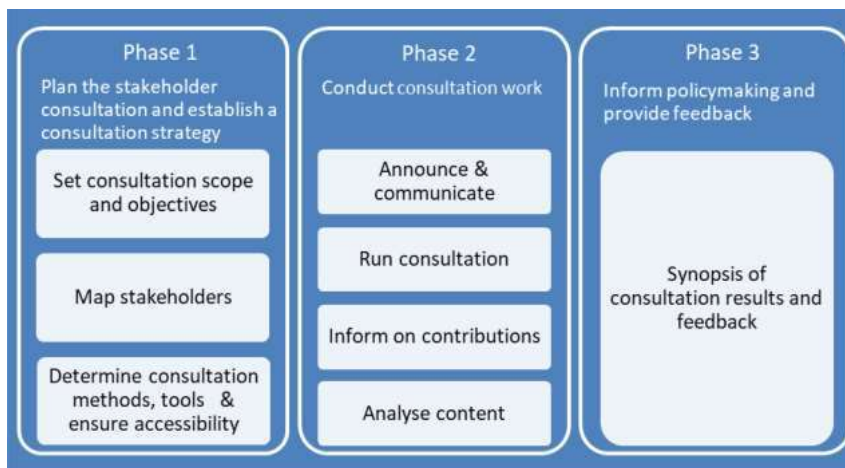 Phase 1
Plan the stakeholder
consultation and establish a
consultation strategy
Set consultation scope
and objectives
Map stakeholders
Determine consultation
methods, tools & 
ensure accessibility
Phase 2
Conduct consultation work
Announce &
communicate
Run consultation
Inform on contributions
Analyse content
Phase 3
Inform policymaking and
provide feedback
Synopsis of
consultation results and
feedback